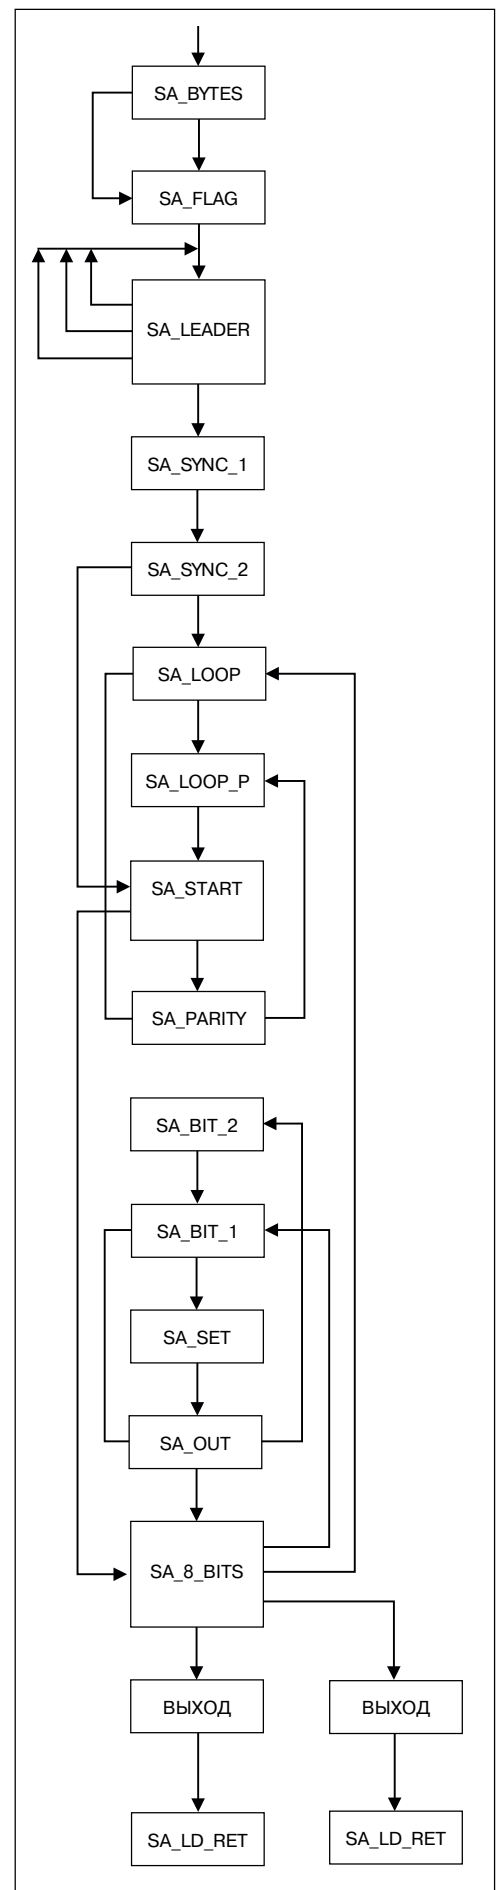 SA_BYTES
SA_FLAG
SA_LEADER
SA_SYNC_1
SA_SYNC_2
SA_LOOP
SA_LOOP_P
SA_START
SA_PARITY
SA_BIT_2
SA_BIT_1
SA_SET
SA_OUT
SA_8_BITS
ВЫХОД
ВЫХОД
SA_LD_RET
SA_LD_RET